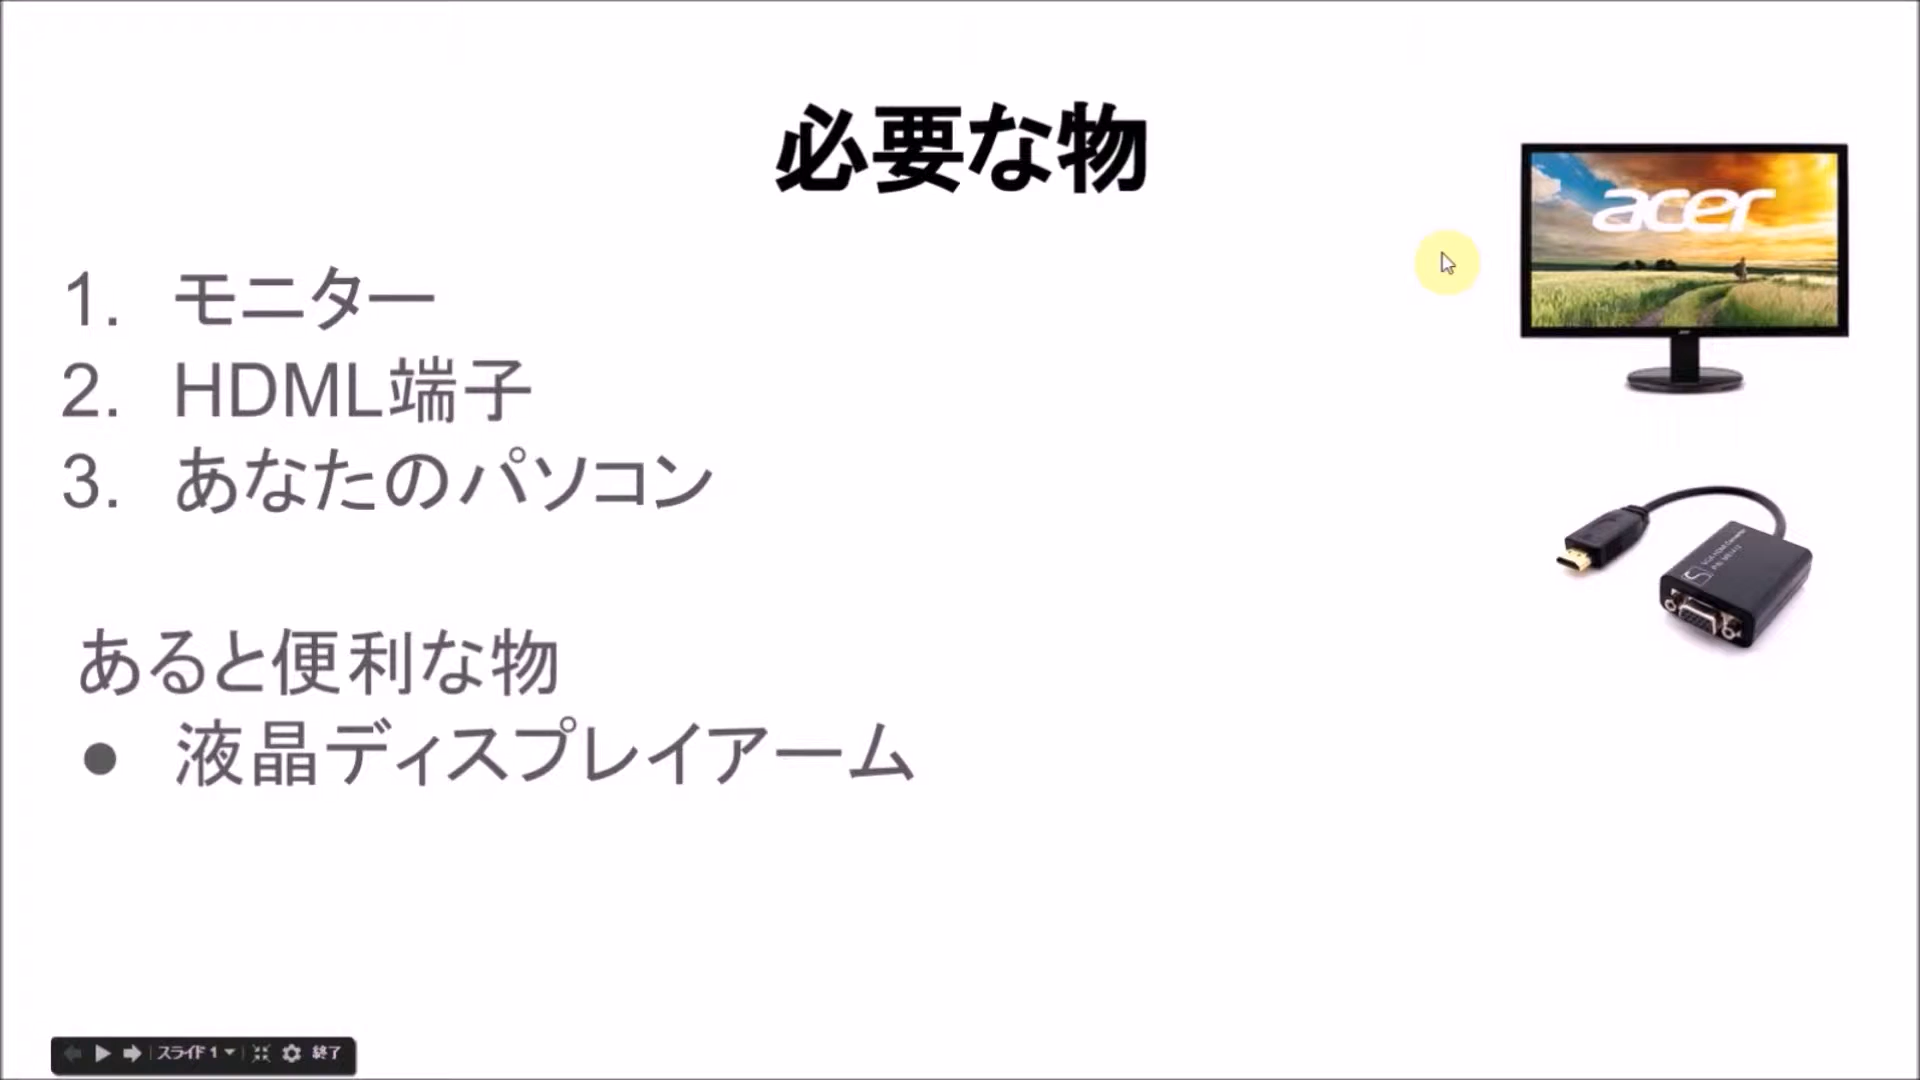 必要な物
1. モニター
2. HDML端子
3. あなたのパソコン
あると便利な物
● 液晶ディスプレイアーム
acer
acer
スライド 1
終了